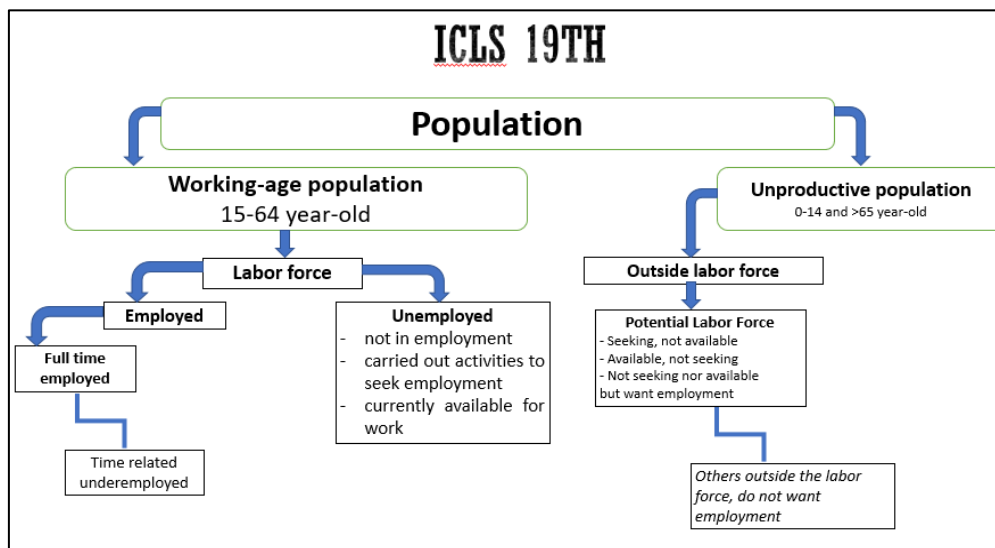 ICLS 19TH
Population
Working-age population
15-64 year-old
Unproductive population
0-14 and >65 year-old
Labor force
Outside labor force
Employed
Unemployed
- not in employment
- carried out activities to
seek employment
- currently available for
work
Potential Labor Force
- Seeking, not available
- Available, not seeking
- Not seeking nor available
but want employment
Full time
employed
Time related
underemployed
Others outside the labor
force, do not want
employment